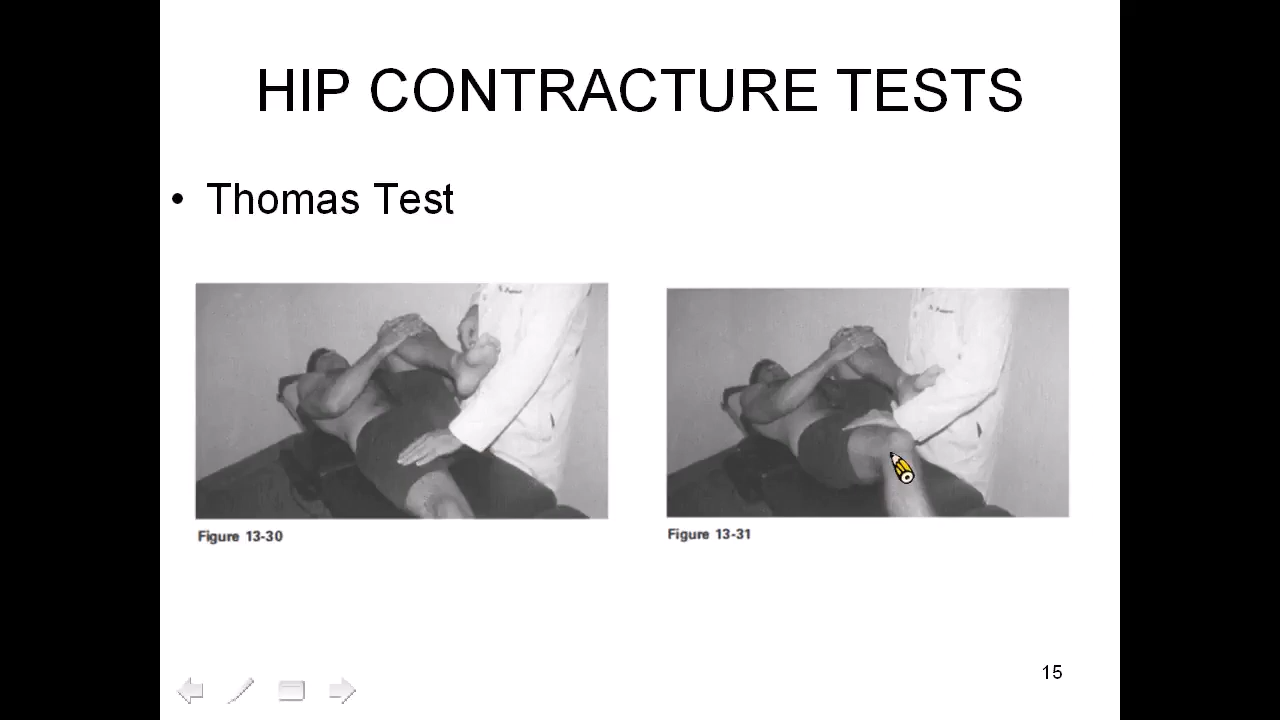 HIP CONTRACTURE TESTS
• Thomas Test
Figure 13-30
Figure 13-31
15